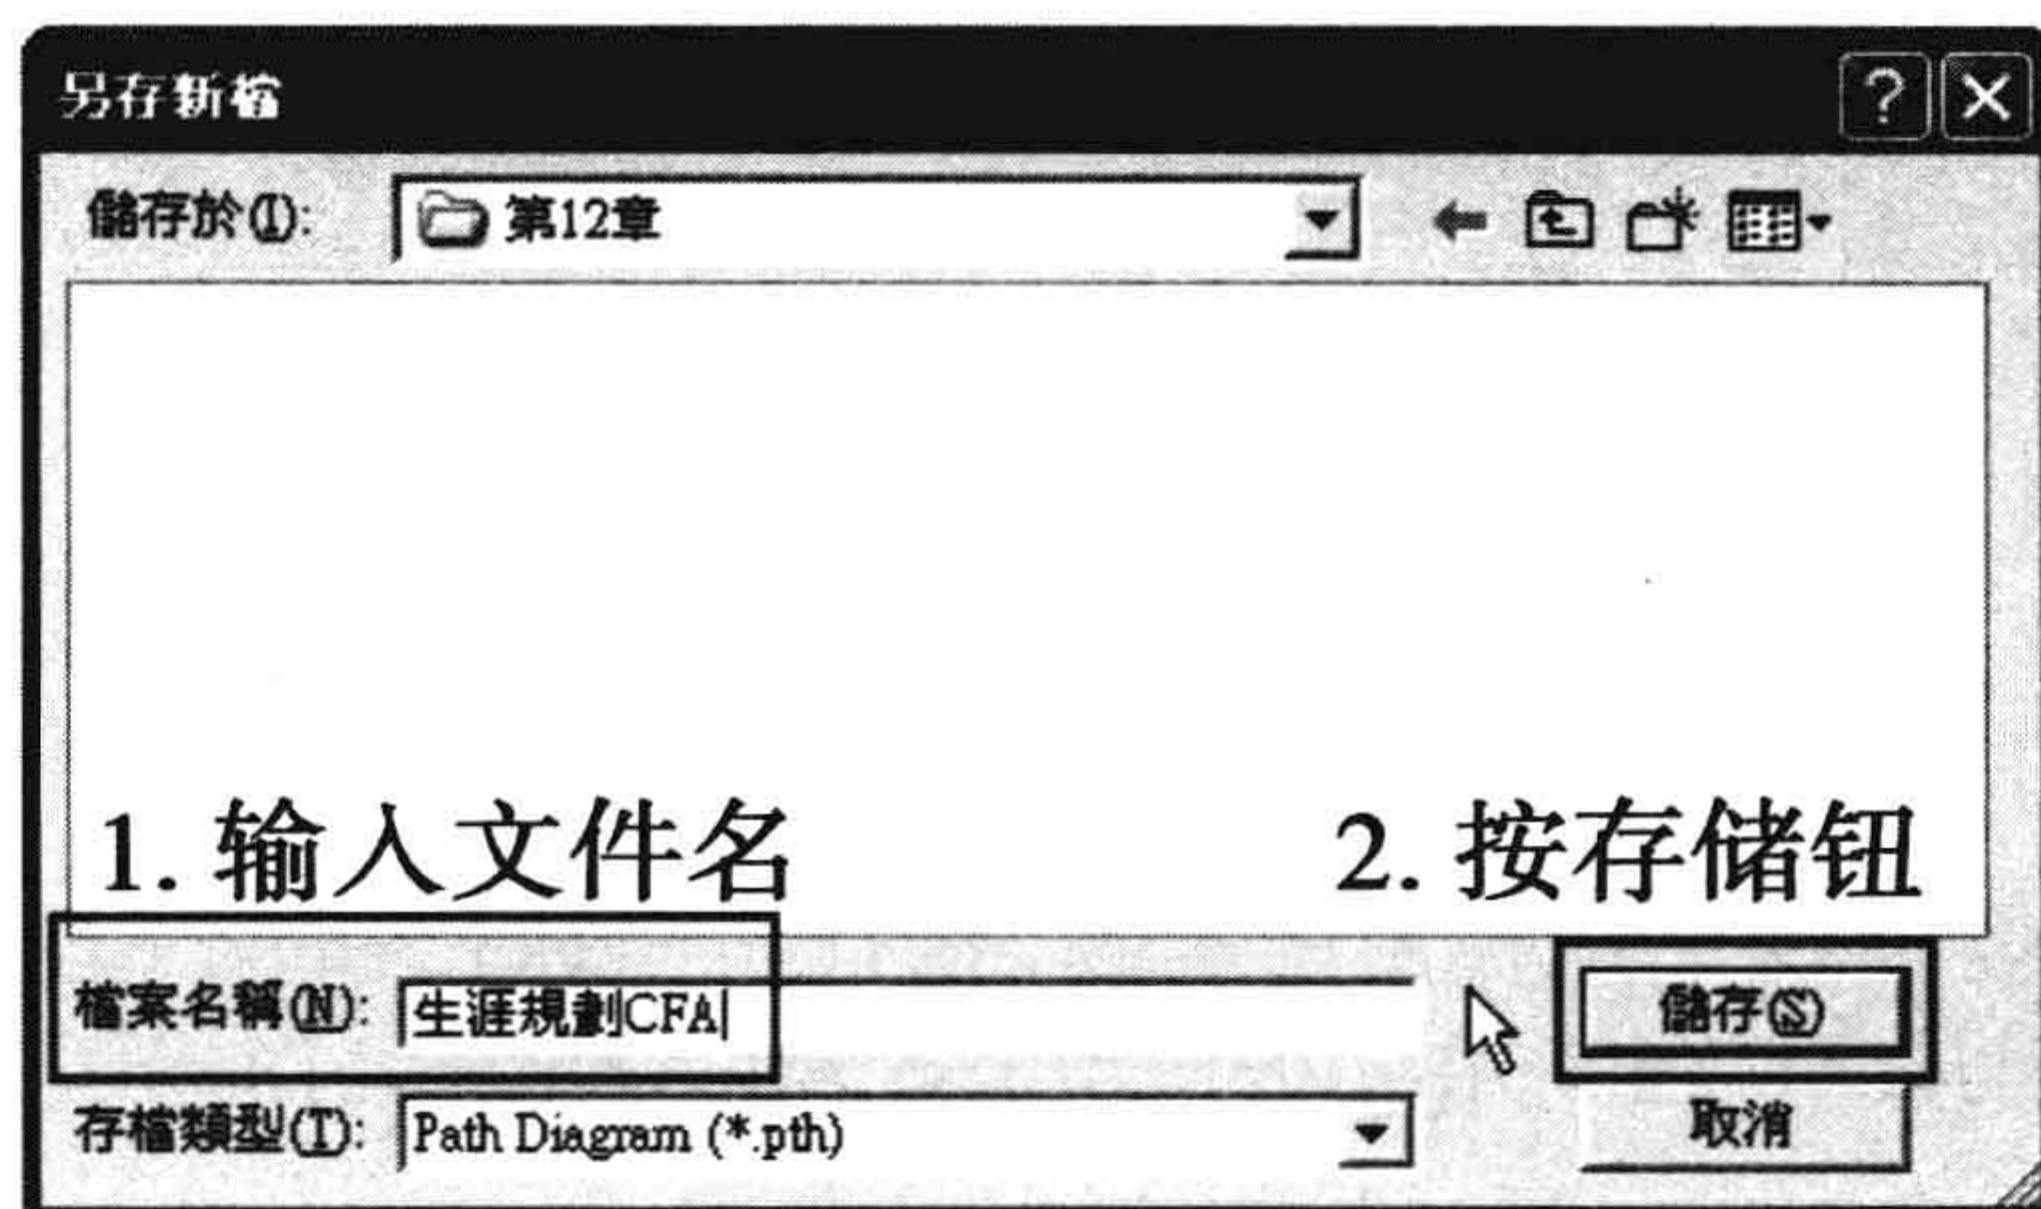 另存新檔
儲存於(I): 第12章
1. 输入文件名 2. 按存储钮
檔案名稱(N): 生涯規劃CFA
儲存(S)
存檔類型(T): Path Diagram (*.pth)
取消